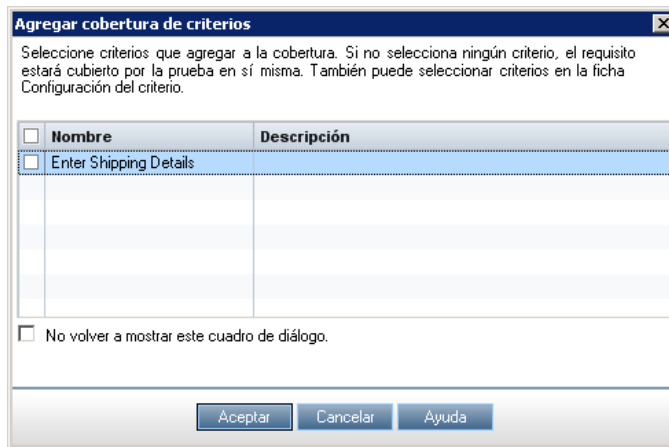 Agregar cobertura de criterios
Seleccione criterios que agregar a la cobertura. Si no selecciona ningún criterio, el requisito
estará cubierto por la prueba en sí misma. También puede seleccionar criterios en la ficha
Configuración del criterio.
Nombre Descripción
Enter Shipping Details
No volver a mostrar este cuadro de diálogo.
Aceptar Cancelar Ayuda